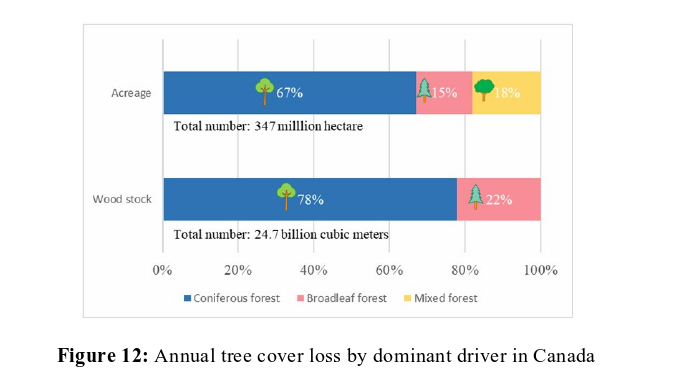 Acreage
67%
15%
18%
Total number: 347 milllion hectare
Wood stock
78%
22%
Total number: 24.7 billion cubic meters
0% 20% 40% 60% 80% 100%
Coniferous forest Broadleaf forest Mixed forest
Figure 12: Annual tree cover loss by dominant driver in Canada